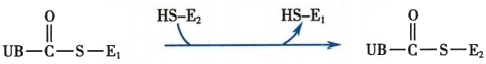 O
HS=E₂ HS=E₁
UB—C—S—E₁ UB—C—S—E₂
O